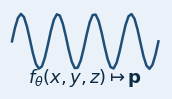 f_θ(x, y, z) ↦ p